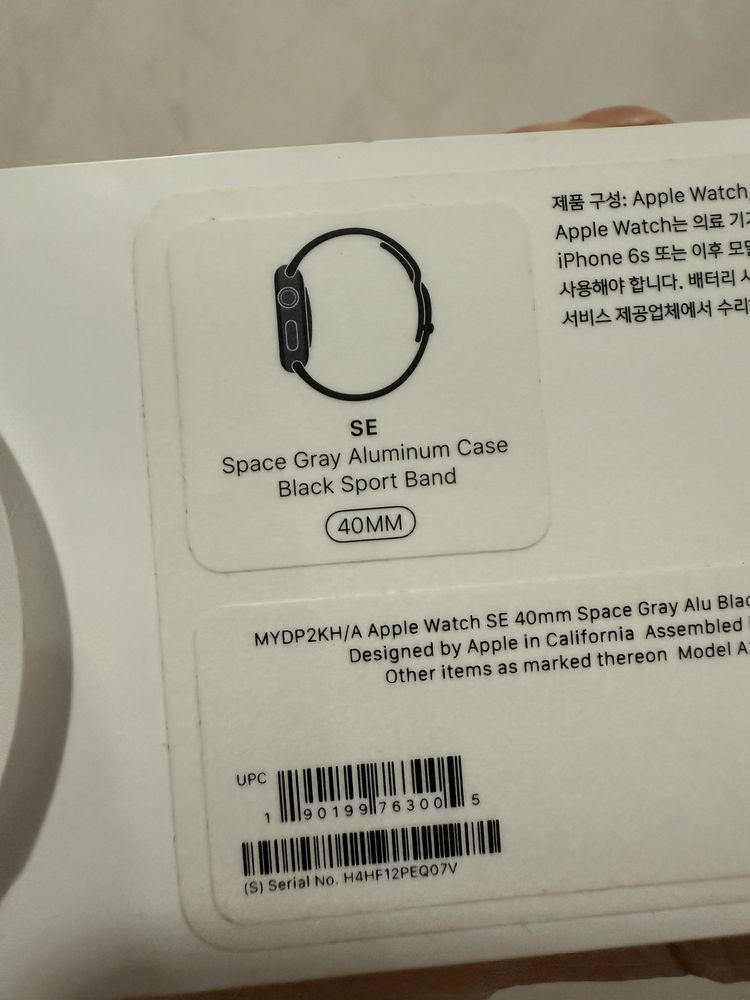 SE
Space Gray Aluminum Case
Black Sport Band
40MM
제품 구성: Apple Watch,
Apple Watch는 의료
iPhone 6s 또는 이후
사용해야 합니다. 배터리
서비스 제공업체에서
MYDP2KH/A Apple Watch SE 40mm Space Gray Alu
Designed by Apple in California Assembled
Other items as marked thereon Model
UPC
1 90199 76300 5
(S) Serial No. H4HF12PEQ07V